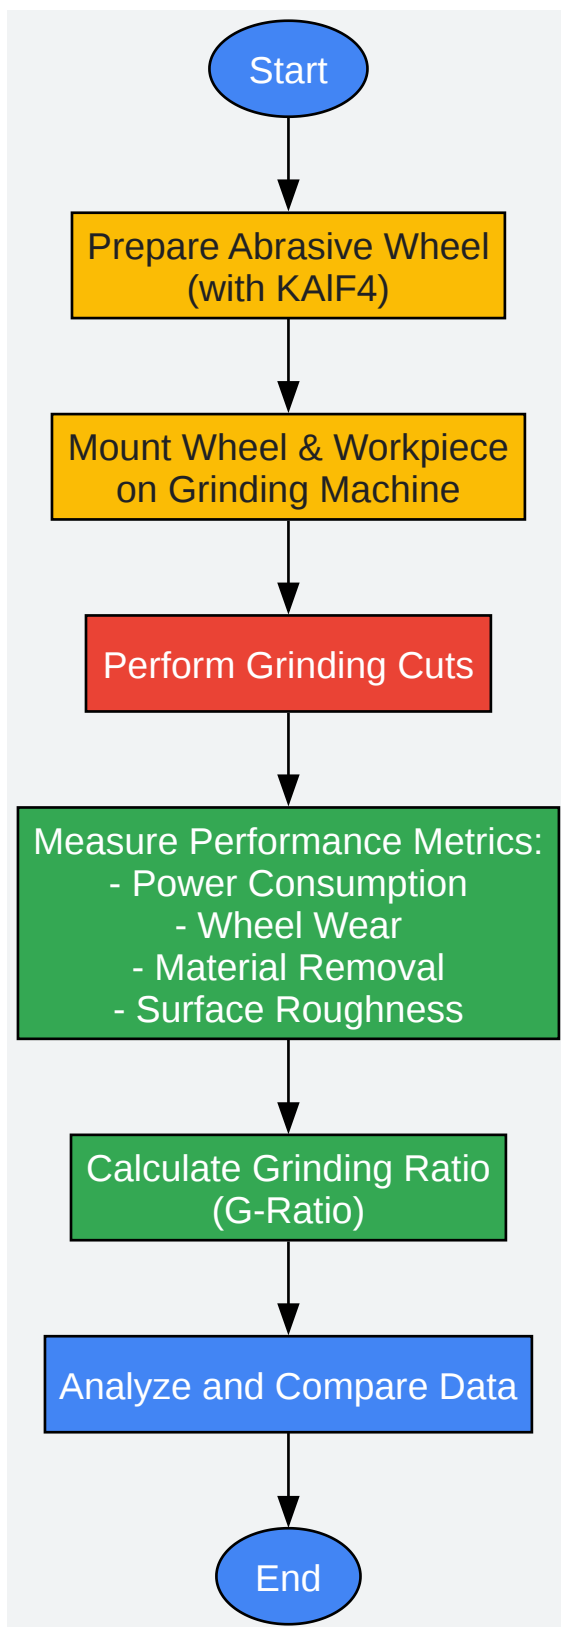 Start
Prepare Abrasive Wheel
(with KAlF4)
Mount Wheel & Workpiece
on Grinding Machine
Perform Grinding Cuts
Measure Performance Metrics:
- Power Consumption
- Wheel Wear
- Material Removal
- Surface Roughness
Calculate Grinding Ratio
(G-Ratio)
Analyze and Compare Data
End